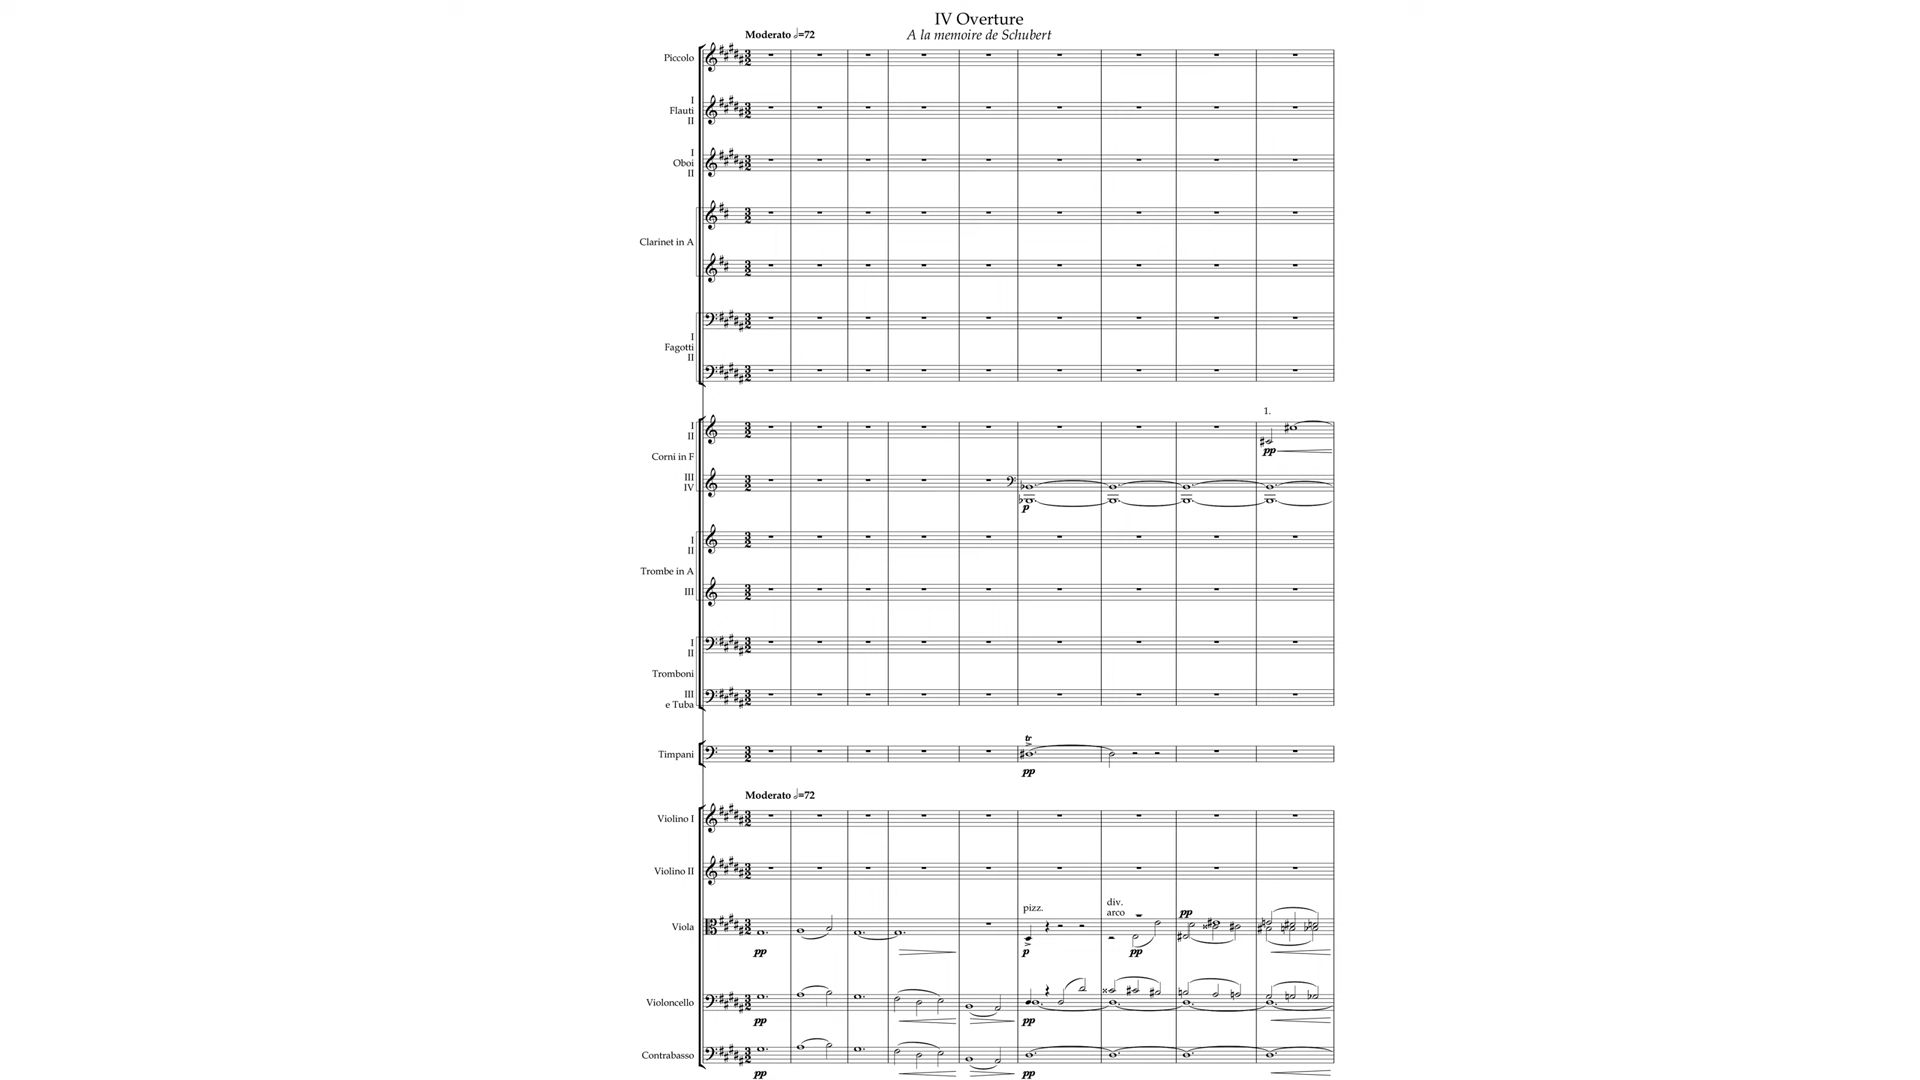 IV Overture
Moderato 𝅗𝅥=72
A la memoire de Schubert
Piccolo
I
Flauti
II
I
Oboi
II
Clarinet in A
I
Fagotti
II
1.
I
II
pp
Corni in F
III
IV
p
I
II
Trombe in A
III
I
II
Tromboni
III
e Tuba
tr
Timpani
pp
Moderato 𝅗𝅥=72
Violino I
Violino II
pizz.
div.
arco
pp
Viola
pp
p
pp
Violoncello
pp
pp
Contrabasso
pp
pp